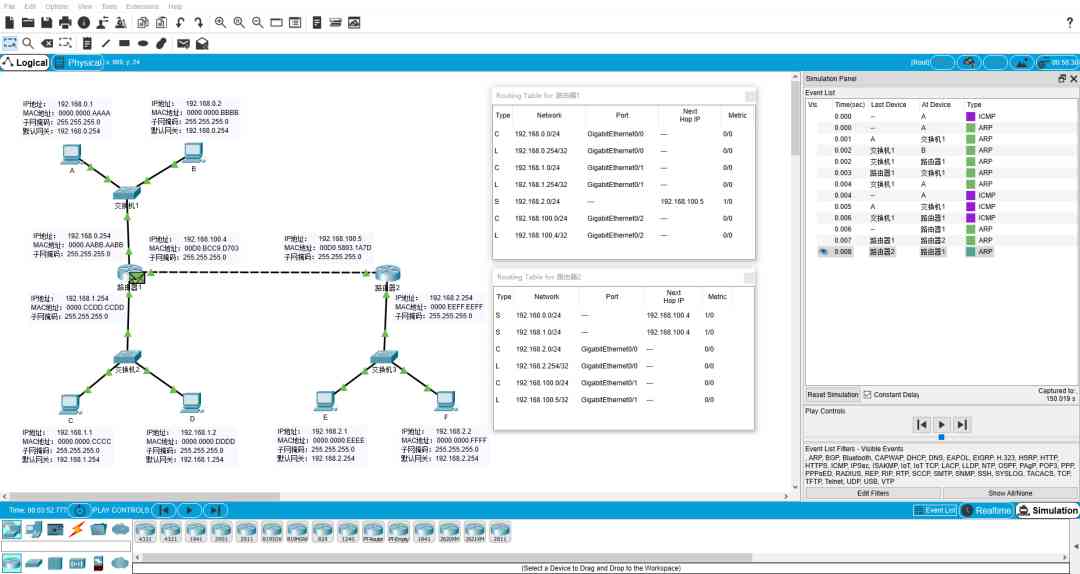 File Edit Options View Tools Extensions Help
?
Logical Physical x: 999, y: 24 [Root] 00:58:30
IP地址: 192.168.0.1
MAC地址: 0000.0000.AAAA
子网掩码: 255.255.255.0
默认网关: 192.168.0.254
IP地址: 192.168.0.2
MAC地址: 0000.0000.BBBB
子网掩码: 255.255.255.0
默认网关: 192.168.0.254
A
B
交换机1
IP地址: 192.168.0.254
MAC地址: 0000.AABB.AABB
子网掩码: 255.255.255.0
IP地址: 192.168.100.4
MAC地址: 00D0.BCC9.D703
子网掩码: 255.255.255.0
IP地址: 192.168.100.5
MAC地址: 00D0.5893.1A7D
子网掩码: 255.255.255.0
路由器1
路由器2
IP地址: 192.168.1.254
MAC地址: 0000.CCDD.CCDD
子网掩码: 255.255.255.0
IP地址: 192.168.2.254
MAC地址: 0000.EEFF.EEFF
子网掩码: 255.255.255.0
交换机2
交换机3
C
D
E
F
IP地址: 192.168.1.1
MAC地址: 0000.0000.CCCC
子网掩码: 255.255.255.0
默认网关: 192.168.1.254
IP地址: 192.168.1.2
MAC地址: 0000.0000.DDDD
子网掩码: 255.255.255.0
默认网关: 192.168.1.254
IP地址: 192.168.2.1
MAC地址: 0000.0000.EEEE
子网掩码: 255.255.255.0
默认网关: 192.168.2.254
IP地址: 192.168.2.2
MAC地址: 0000.0000.FFFF
子网掩码: 255.255.255.0
默认网关: 192.168.2.254
Routing Table for 路由器1
Type Network Port Next Hop IP Metric
C 192.168.0.0/24 GigabitEthernet0/0 --- 0/0
L 192.168.0.254/32 GigabitEthernet0/0 --- 0/0
C 192.168.1.0/24 GigabitEthernet0/1 --- 0/0
L 192.168.1.254/32 GigabitEthernet0/1 --- 0/0
S 192.168.2.0/24 --- 192.168.100.5 1/0
C 192.168.100.0/24 GigabitEthernet0/2 --- 0/0
L 192.168.100.4/32 GigabitEthernet0/2 --- 0/0
Routing Table for 路由器2
Type Network Port Next Hop IP Metric
S 192.168.0.0/24 --- 192.168.100.4 1/0
S 192.168.1.0/24 --- 192.168.100.4 1/0
C 192.168.2.0/24 GigabitEthernet0/0 --- 0/0
L 192.168.2.254/32 GigabitEthernet0/0 --- 0/0
C 192.168.100.0/24 GigabitEthernet0/1 --- 0/0
L 192.168.100.5/32 GigabitEthernet0/1 --- 0/0
Simulation Panel
Event List
Vis Time(sec) Last Device At Device Type
0.000 -- A ICMP
0.000 -- A ARP
0.001 A 交换机1 ARP
0.002 交换机1 B ARP
0.002 交换机1 路由器1 ARP
0.003 路由器1 交换机1 ARP
0.004 交换机1 A ARP
0.004 -- A ICMP
0.005 A 交换机1 ICMP
0.006 交换机1 路由器1 ICMP
0.006 -- 路由器1 ARP
0.007 路由器1 路由器2 ARP
0.008 路由器2 路由器1 ARP
Reset Simulation Constant Delay Captured to:
150.019 s
Play Controls
Event List Filters - Visible Events
, ARP, BGP, Bluetooth, CAPWAP, DHCP, DNS, EAPOL, EIGRP, H.323, HSRP, HTTP,
HTTPS, ICMP, IPSec, ISAKMP, IoT, IoT TCP, LACP, LLDP, NTP, OSPF, PAgP, POP3, PPP,
PPPoED, RADIUS, REP, RIP, RTP, SCCP, SMTP, SNMP, SSH, SYSLOG, TACACS, TCP,
TFTP, Telnet, UDP, USB, VTP
Edit Filters Show All/None
Time: 00:03:52.777 PLAY CONTROLS: Event List Realtime Simulation
4331 4321 1941 2901 2911 819IOX 819HGW 829 1240 PT-Router PT-Empty 1841 2620XM 2621XM 2811
(Select a Device to Drag and Drop to the Workspace)